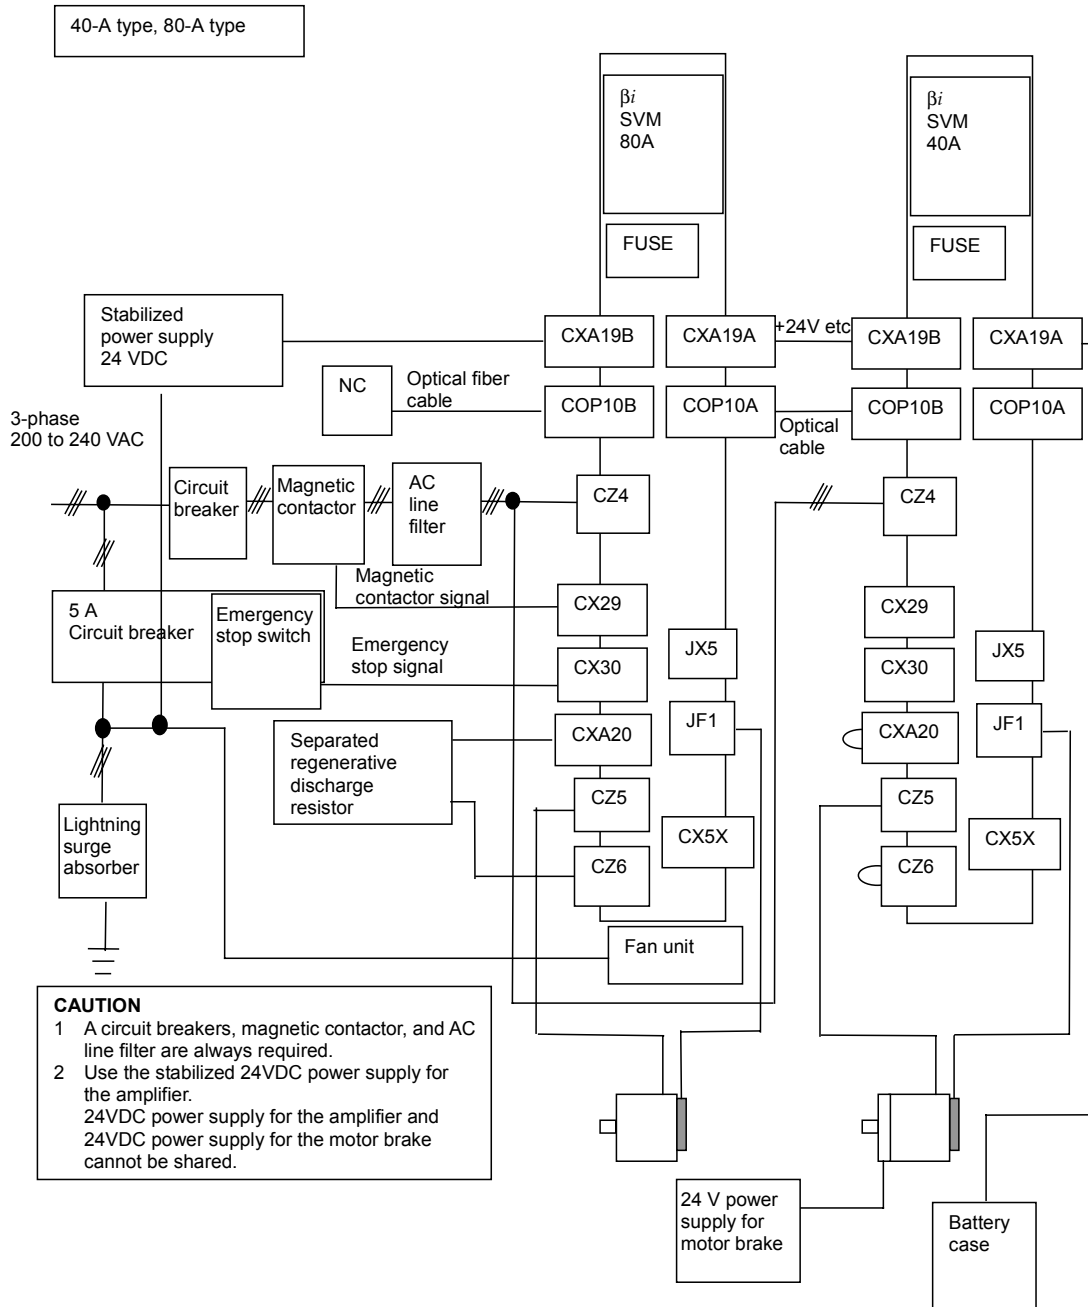 40-A type, 80-A type
βi
SVM
80A
βi
SVM
40A
FUSE
FUSE
Stabilized
power supply
24 VDC
CXA19B
CXA19A
+24V etc
CXA19B
CXA19A
NC
Optical fiber
cable
COP10B
COP10A
Optical
cable
COP10B
COP10A
3-phase
200 to 240 VAC
Circuit
breaker
Magnetic
contactor
AC
line
filter
CZ4
CZ4
Magnetic
contactor signal
CX29
CX29
5 A
Circuit breaker
Emergency
stop switch
Emergency
stop signal
CX30
JX5
CX30
JX5
Separated
regenerative
discharge
resistor
CXA20
JF1
CXA20
JF1
Lightning
surge
absorber
CZ5
CX5X
CZ5
CX5X
CZ6
CZ6
Fan unit
CAUTION
1 A circuit breakers, magnetic contactor, and AC
line filter are always required.
2 Use the stabilized 24VDC power supply for
the amplifier.
24VDC power supply for the amplifier and
24VDC power supply for the motor brake
cannot be shared.
24 V power
supply for
motor brake
Battery
case